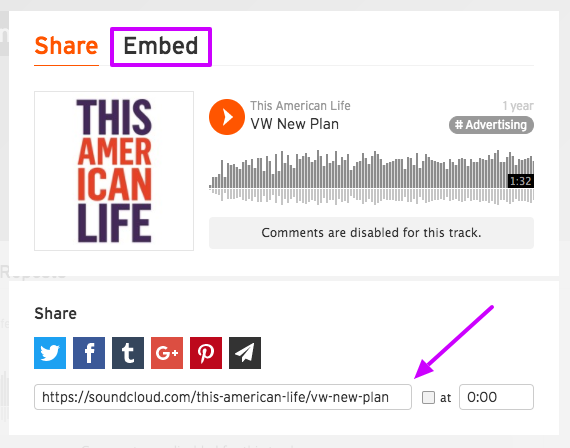 Share Embed
This American Life 1 year
VW New Plan # Advertising
THIS
AMER
ICAN
LIFE
1:32
Comments are disabled for this track.
Share
G+
https://soundcloud.com/this-american-life/vw-new-plan at 0:00